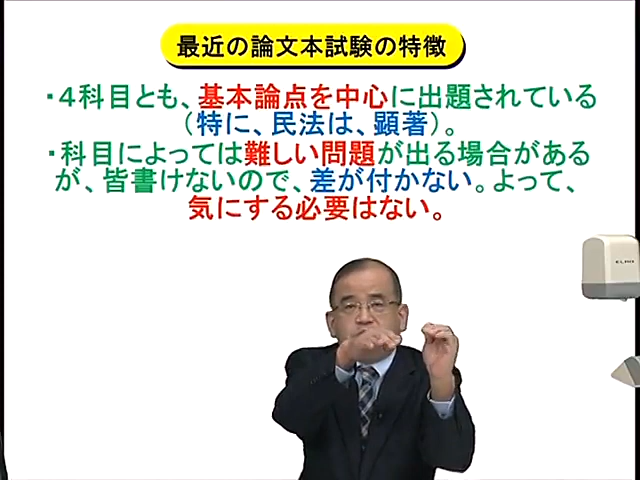 最近の論文本試験の特徴
・４科目とも、基本論点を中心に出題されている
（特に、民法は、顕著）。
・科目によっては難しい問題が出る場合がある
が、皆書けないので、差が付かない。よって、
気にする必要はない。
ELMO